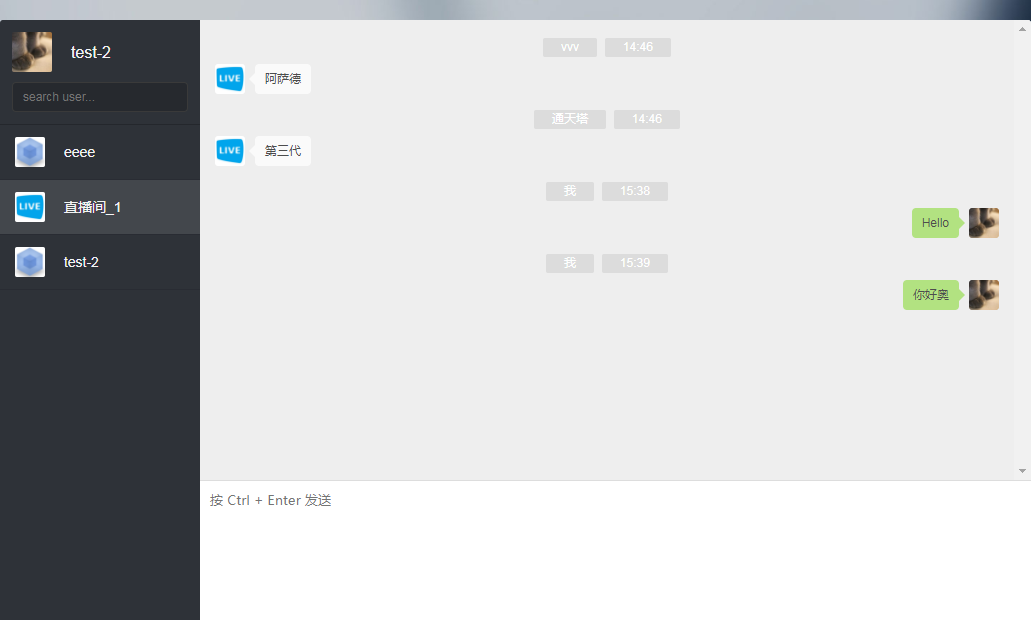 test-2
search user...
eeee
LIVE
直播间_1
test-2
vvv 14:46
LIVE
阿萨德
通天塔 14:46
LIVE
第三代
我 15:38
Hello
我 15:39
你好奥
按 Ctrl + Enter 发送